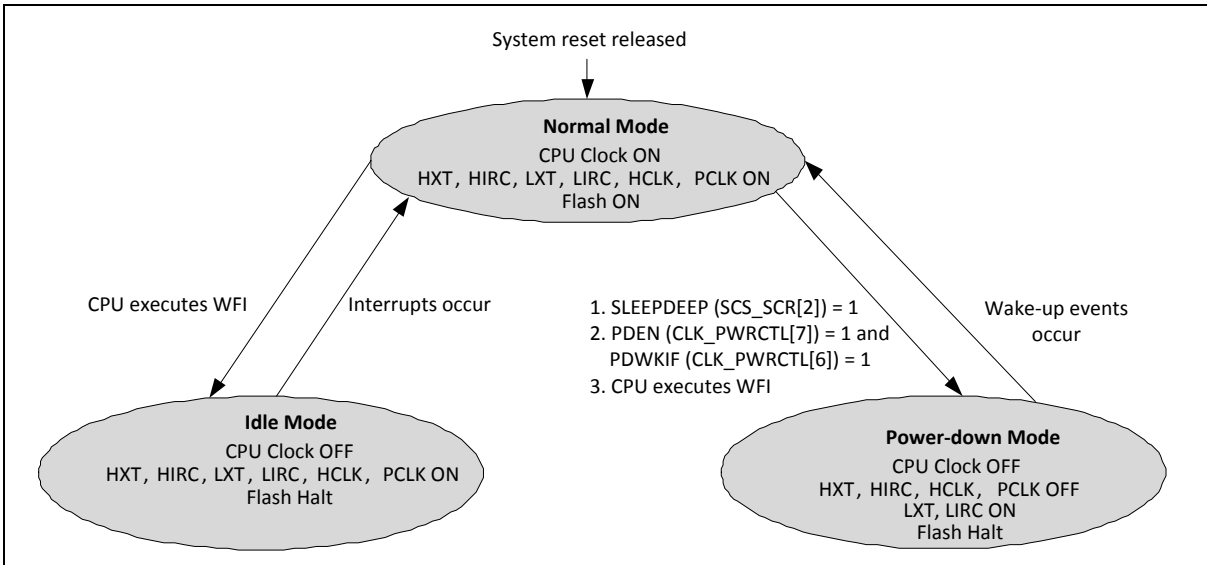 System reset released
Normal Mode
CPU Clock ON
HXT, HIRC, LXT, LIRC, HCLK, PCLK ON
Flash ON
CPU executes WFI
Interrupts occur
1. SLEEPDEEP (SCS_SCR[2]) = 1
2. PDEN (CLK_PWRCTL[7]) = 1 and
PDWKIF (CLK_PWRCTL[6]) = 1
3. CPU executes WFI
Wake-up events
occur
Idle Mode
CPU Clock OFF
HXT, HIRC, LXT, LIRC, HCLK, PCLK ON
Flash Halt
Power-down Mode
CPU Clock OFF
HXT, HIRC, HCLK, PCLK OFF
LXT, LIRC ON
Flash Halt